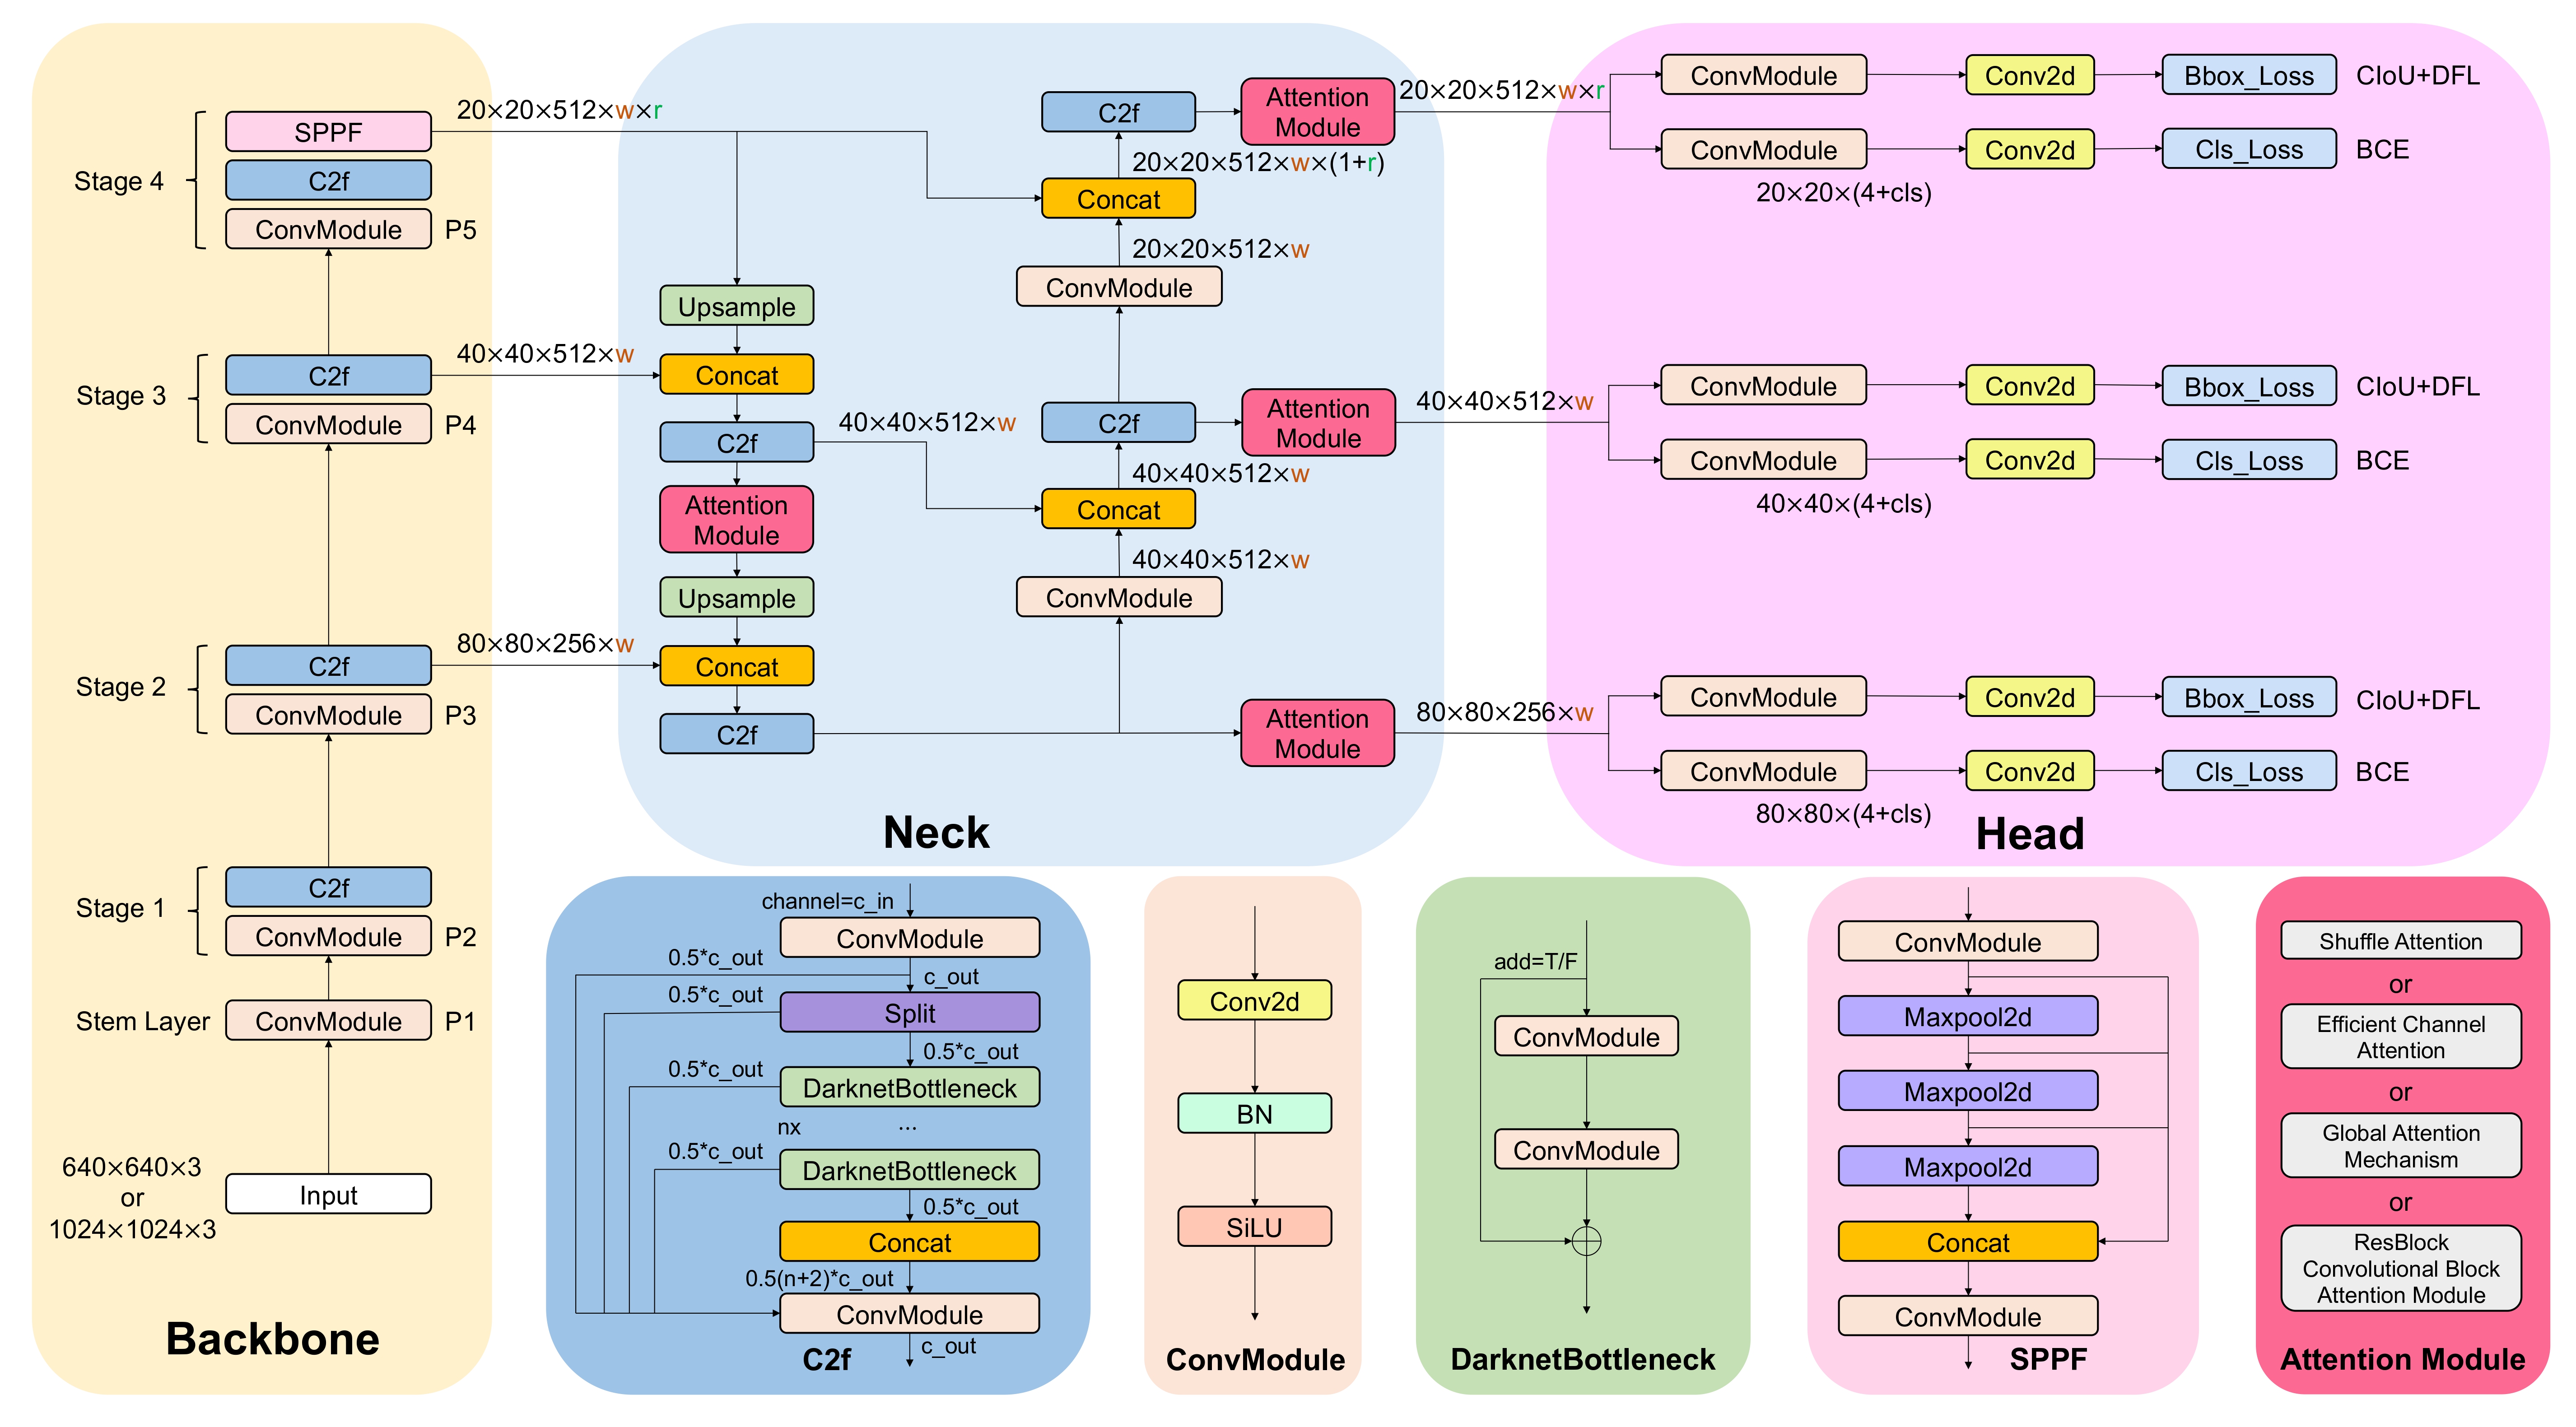 Stage 4
SPPF
C2f
ConvModule
P5
20×20×512×w×r
Stage 3
C2f
ConvModule
P4
40×40×512×w
Stage 2
C2f
ConvModule
P3
80×80×256×w
Stage 1
C2f
ConvModule
P2
Stem Layer
ConvModule
P1
640×640×3
or
1024×1024×3
Input
Backbone
Upsample
Concat
C2f
40×40×512×w
Attention
Module
Upsample
Concat
C2f
C2f
Attention
Module
20×20×512×w×r
20×20×512×w×(1+r)
Concat
20×20×512×w
ConvModule
C2f
Attention
Module
40×40×512×w
40×40×512×w
Concat
40×40×512×w
ConvModule
Attention
Module
80×80×256×w
Neck
ConvModule
Conv2d
Bbox_Loss
CIoU+DFL
ConvModule
Conv2d
Cls_Loss
BCE
20×20×(4+cls)
ConvModule
Conv2d
Bbox_Loss
CIoU+DFL
ConvModule
Conv2d
Cls_Loss
BCE
40×40×(4+cls)
ConvModule
Conv2d
Bbox_Loss
CIoU+DFL
ConvModule
Conv2d
Cls_Loss
BCE
80×80×(4+cls)
Head
channel=c_in
ConvModule
0.5*c_out
c_out
0.5*c_out
Split
0.5*c_out
0.5*c_out
DarknetBottleneck
nx
...
0.5*c_out
DarknetBottleneck
0.5*c_out
Concat
0.5(n+2)*c_out
ConvModule
c_out
C2f
Conv2d
BN
SiLU
ConvModule
add=T/F
ConvModule
ConvModule
DarknetBottleneck
ConvModule
Maxpool2d
Maxpool2d
Maxpool2d
Concat
ConvModule
SPPF
Shuffle Attention
or
Efficient Channel
Attention
or
Global Attention
Mechanism
or
ResBlock
Convolutional Block
Attention Module
Attention Module